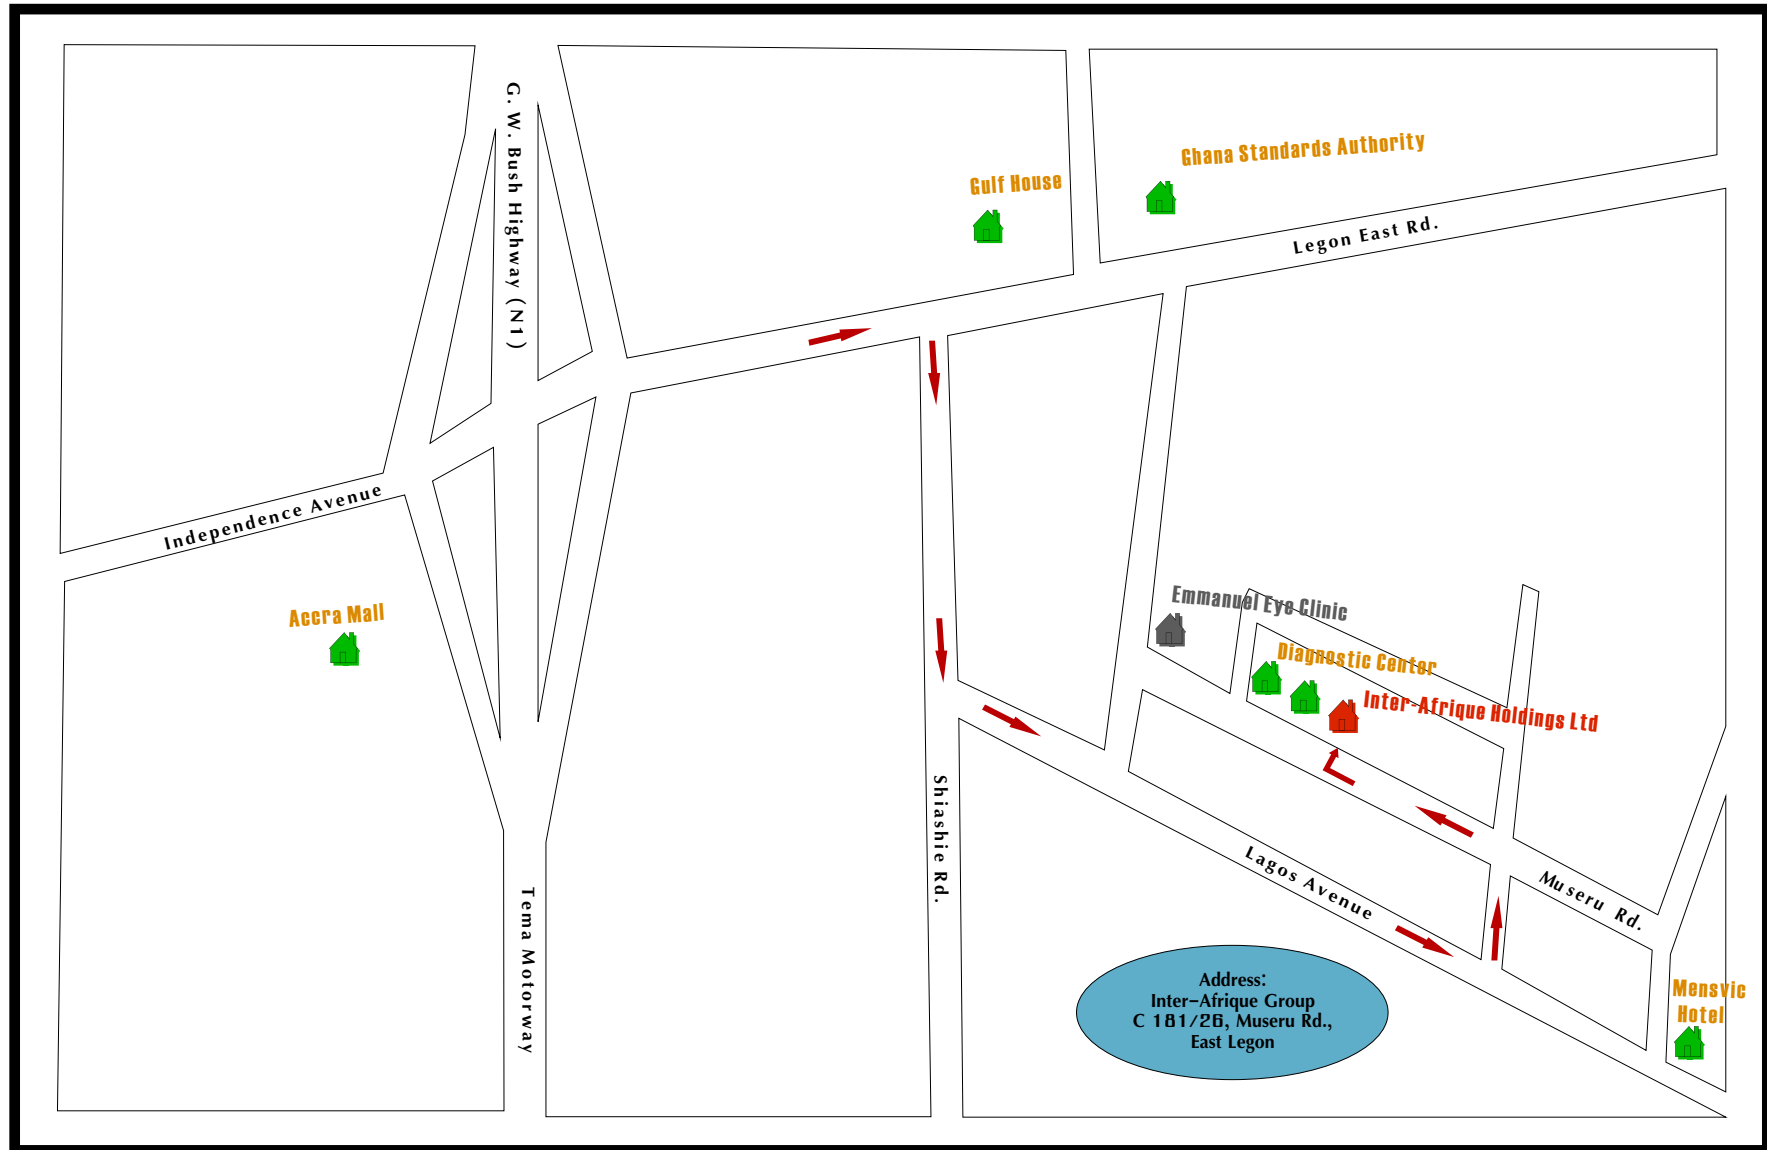 G. W. Bush Highway (N1)
Ghana Standards Authority
Gulf House
Legon East Rd.
Independence Avenue
Accra Mall
Emmanuel Eye Clinic
Diagnostic Center
Inter-Afrique Holdings Ltd
Shiashie Rd.
Lagos Avenue
Museru Rd.
Tema Motorway
Address:
Inter-Afrique Group
C 181/26, Museru Rd.,
East Legon
Mensvic
Hotel